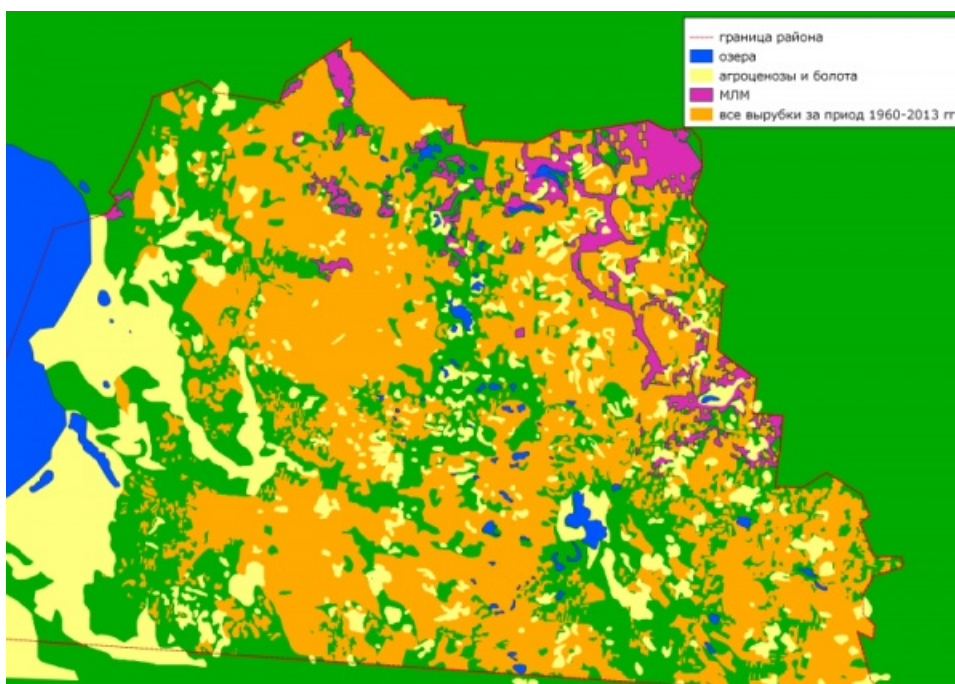 граница района
озера
агроценозы и болота
МЛМ
все вырубки за приод 1960-2013 гг